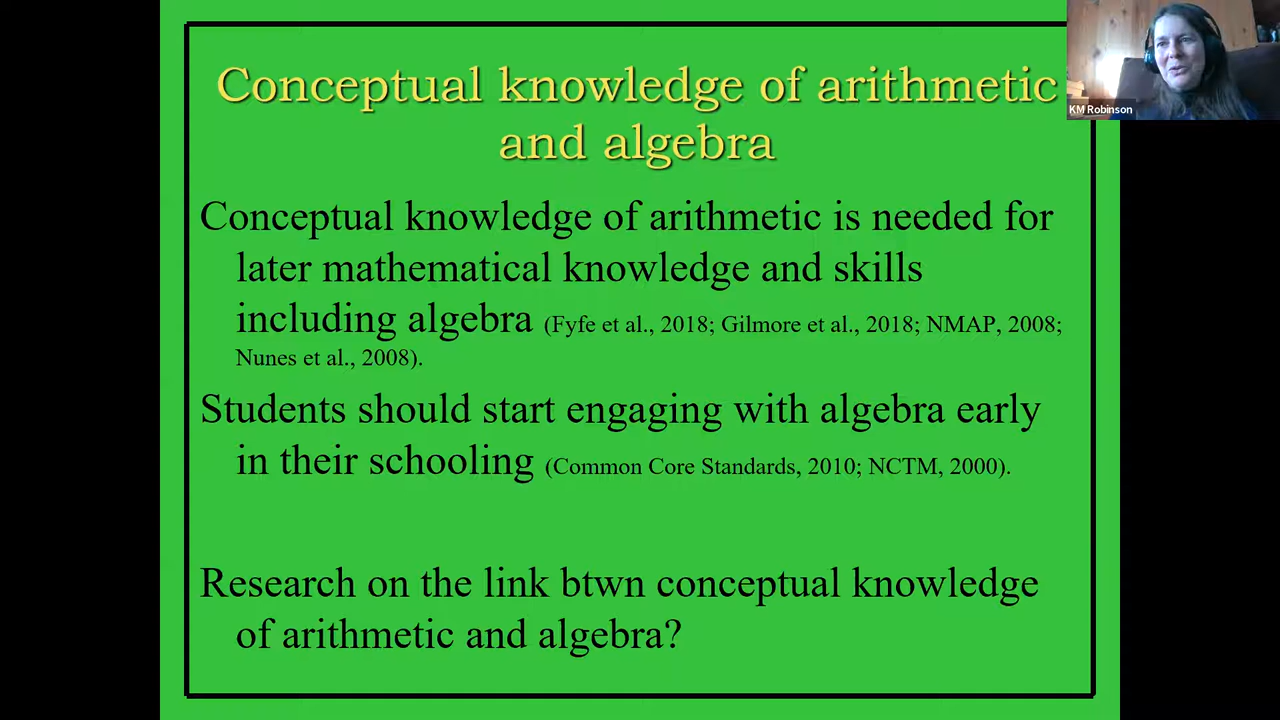 Conceptual knowledge of arithmetic
and algebra
KM Robinson
Conceptual knowledge of arithmetic is needed for
later mathematical knowledge and skills
including algebra (Fyfe et al., 2018; Gilmore et al., 2018; NMAP, 2008;
Nunes et al., 2008).
Students should start engaging with algebra early
in their schooling (Common Core Standards, 2010; NCTM, 2000).
Research on the link btwn conceptual knowledge
of arithmetic and algebra?